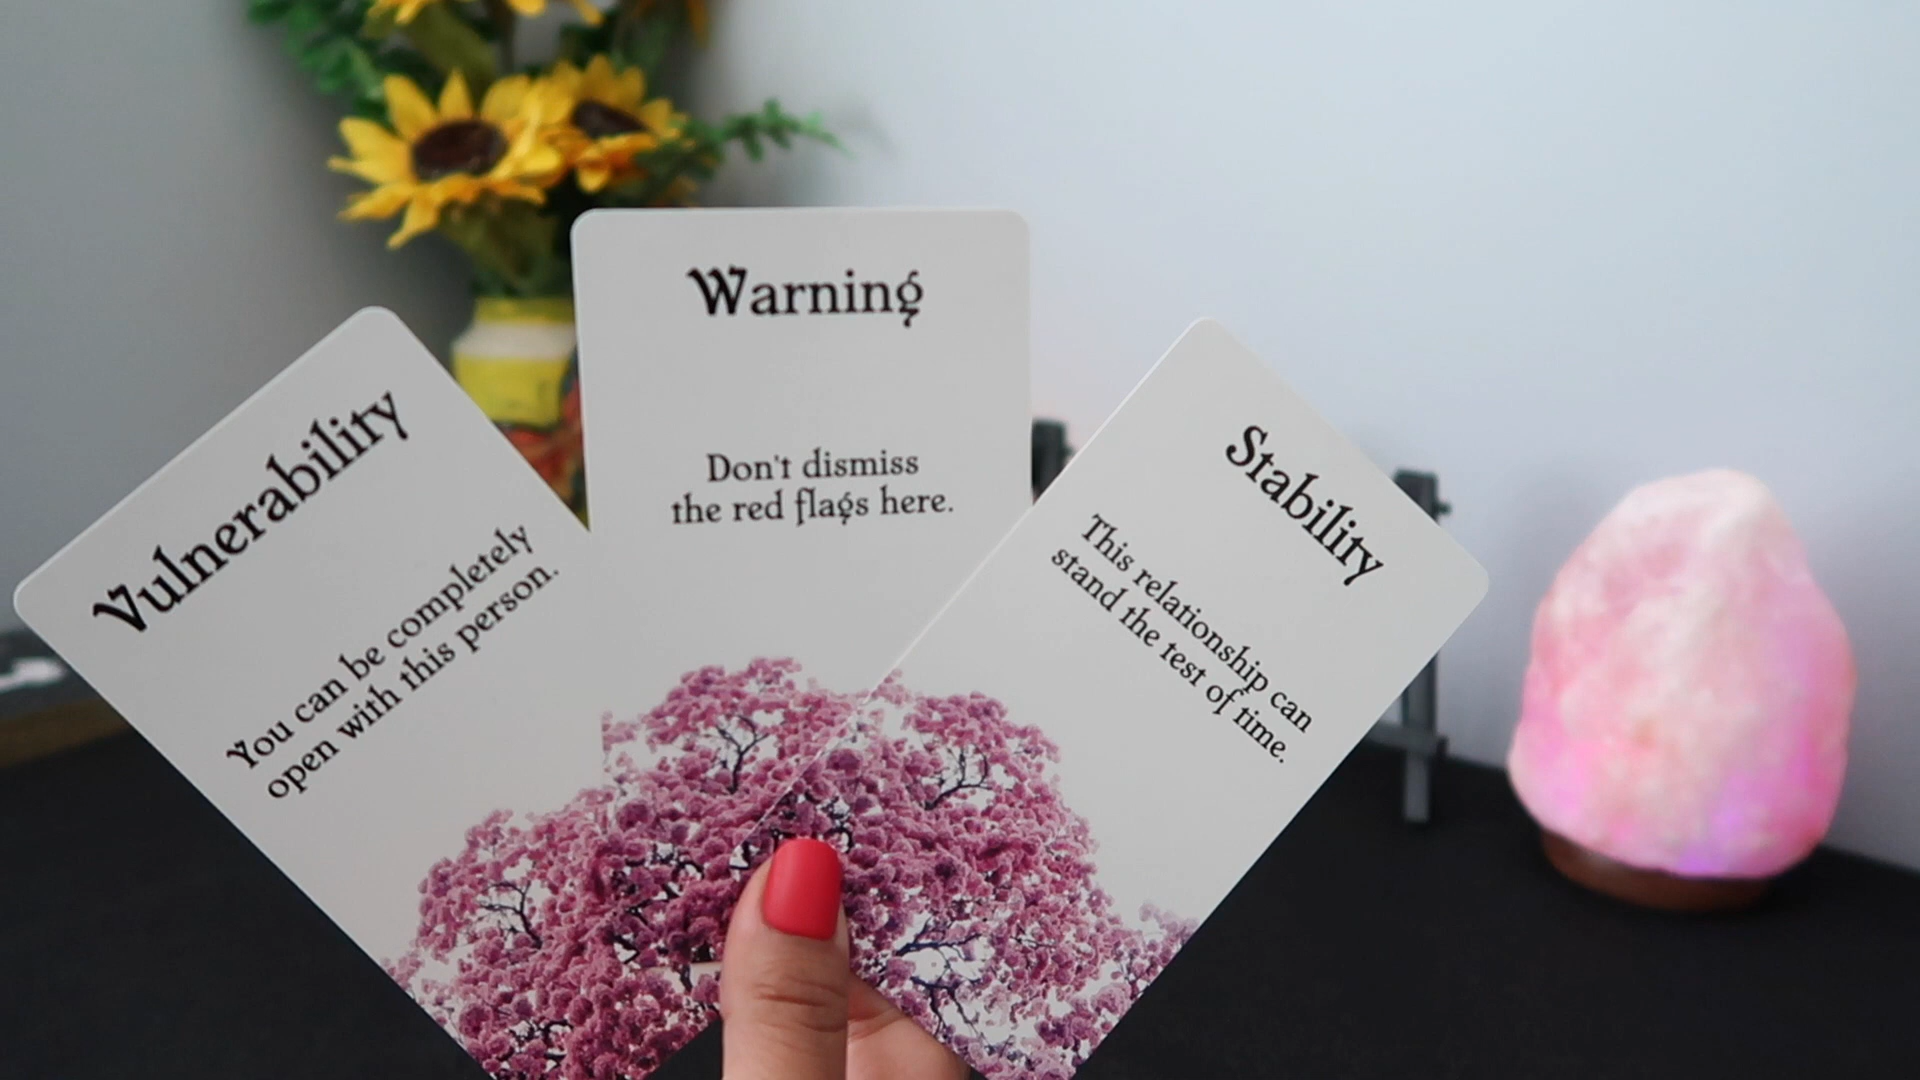 Vulnerability
You can be completely
open with this person.
Warning
Don't dismiss
the red flags here.
Stability
This relationship can
stand the test of time.